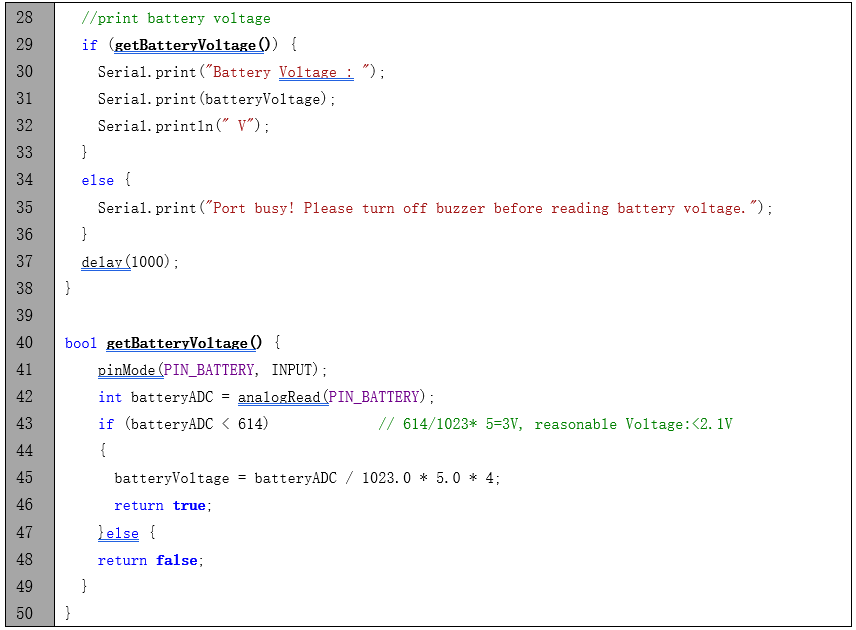 28 //print battery voltage
29 if (getBatteryVoltage()) {
30 Serial.print("Battery Voltage : ");
31 Serial.print(batteryVoltage);
32 Serial.println(" V");
33 }
34 else {
35 Serial.print("Port busy! Please turn off buzzer before reading battery voltage.");
36 }
37 delay(1000);
38 }
39
40 bool getBatteryVoltage() {
41 pinMode(PIN_BATTERY, INPUT);
42 int batteryADC = analogRead(PIN_BATTERY);
43 if (batteryADC < 614) // 614/1023* 5=3V, reasonable Voltage:<2.1V
44 {
45 batteryVoltage = batteryADC / 1023.0 * 5.0 * 4;
46 return true;
47 }else {
48 return false;
49 }
50 }